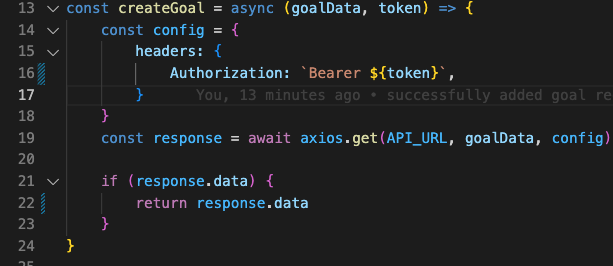 13 const createGoal = async (goalData, token) => {
14     const config = {
15         headers: {
16             Authorization: `Bearer ${token}`,
17         }     You, 13 minutes ago • successfully added goal re
18     }
19     const response = await axios.get(API_URL, goalData, config)
20
21     if (response.data) {
22         return response.data
23     }
24 }
25